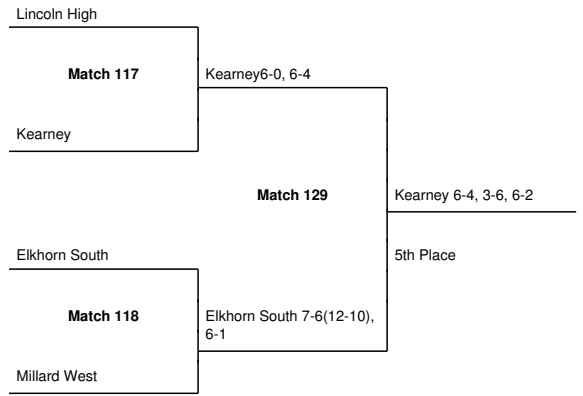 Lincoln High
Match 117
Kearney6-0, 6-4
Kearney
Match 129
Kearney 6-4, 3-6, 6-2
Elkhorn South
5th Place
Match 118
Elkhorn South 7-6(12-10),
6-1
Millard West